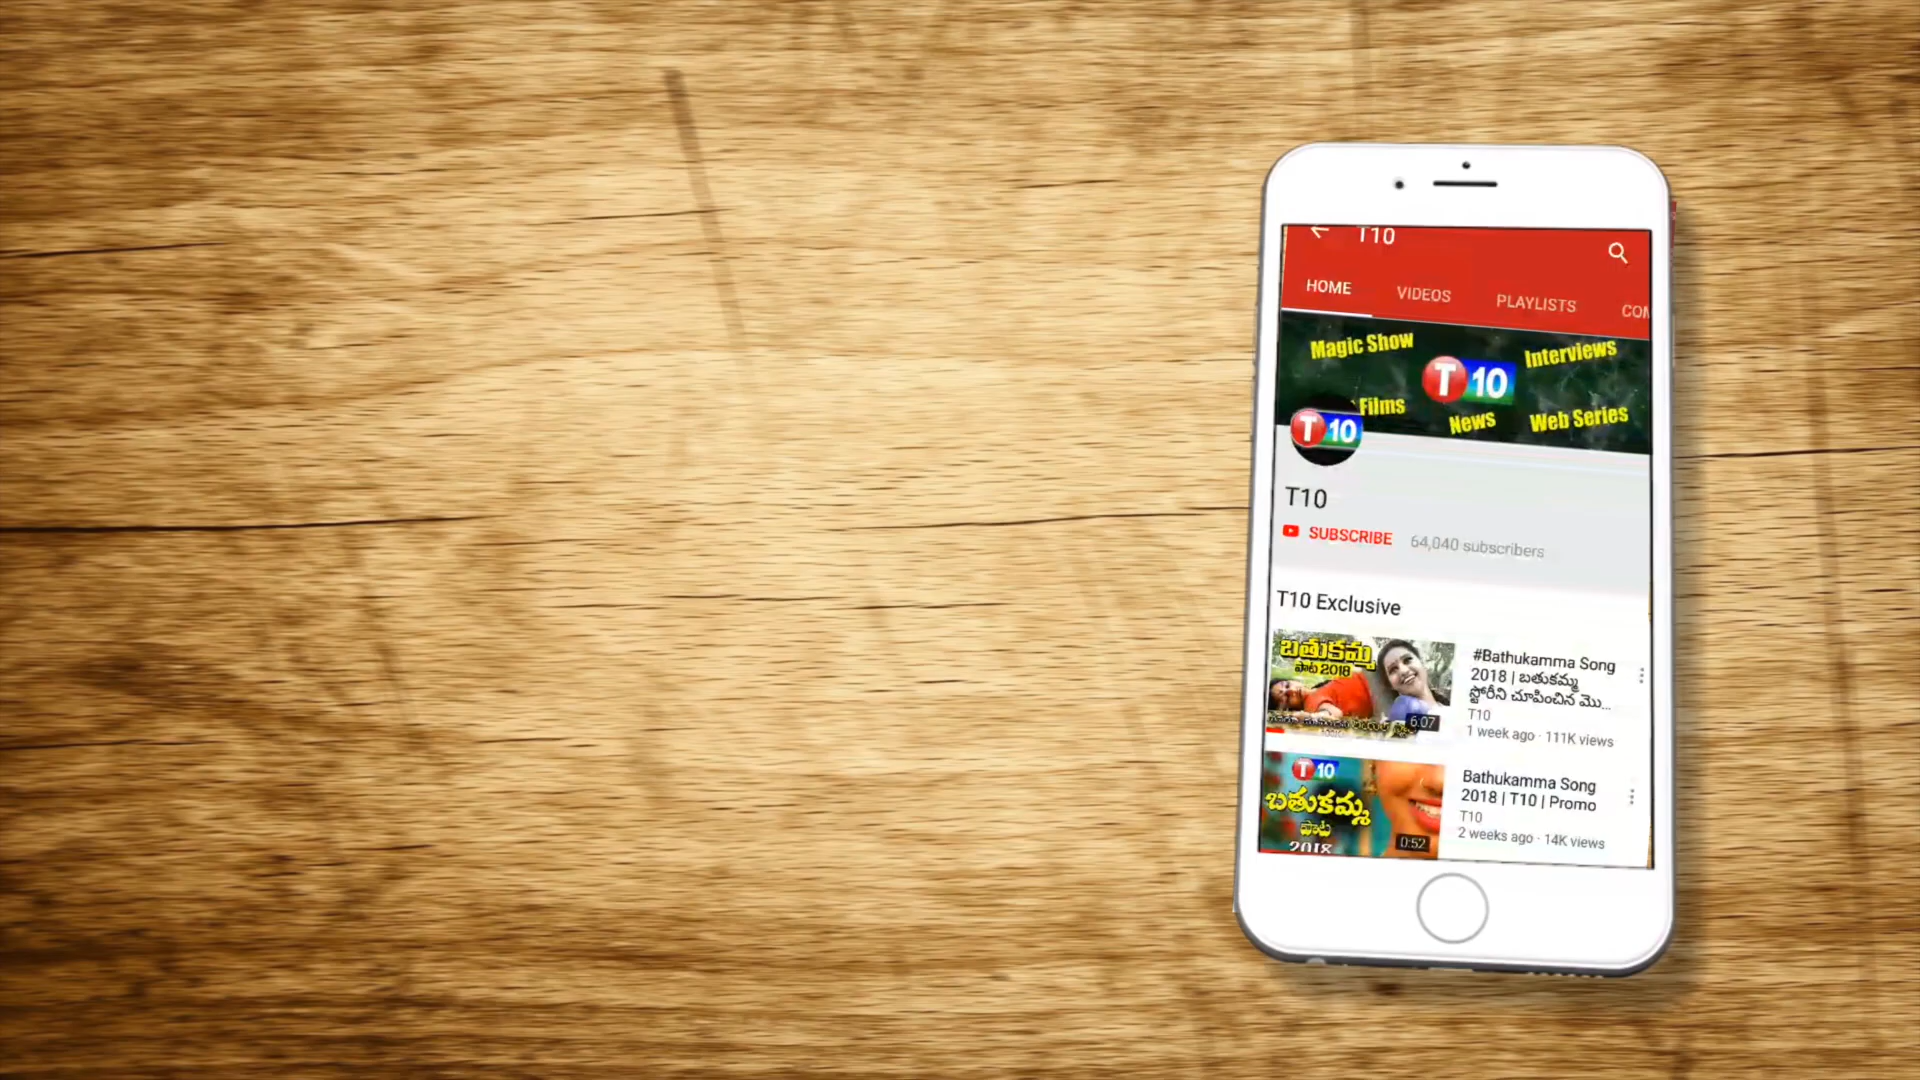 T10
HOME VIDEOS PLAYLISTS
Magic Show
Interviews
T 10
Films
News
Web Series
T 10
T10
SUBSCRIBE 64,040 subscribers
T10 Exclusive
బతుకమ్మ
పాట 2018
6:07
#Bathukamma Song
2018 | బతుకమ్మ
స్టోరీని చూపించిన మొ...
T10
1 week ago · 111K views
T 10
బతుకమ్మ
పాట
2018
0:52
Bathukamma Song
2018 | T10 | Promo
T10
2 weeks ago · 14K views